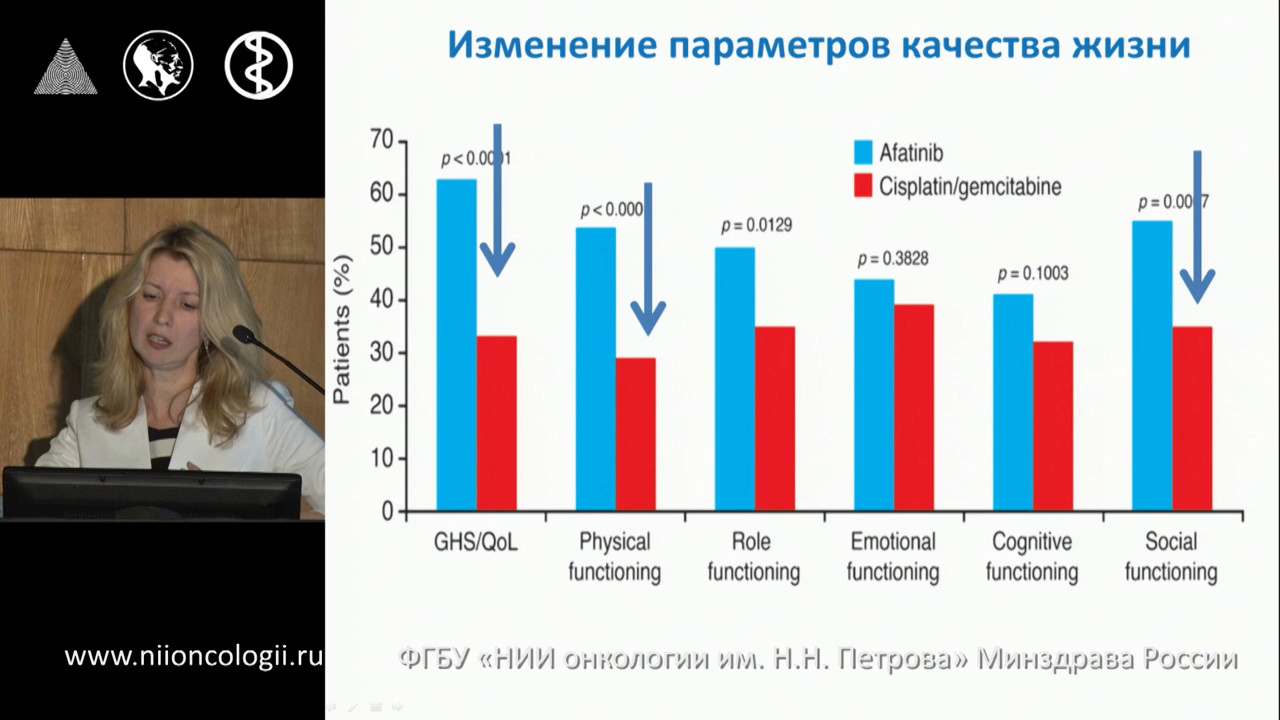 Изменение параметров качества жизни
Patients (%)
70
60
50
40
30
20
10
0
p < 0.0001
p < 0.000
p = 0.0129
p = 0.3828
p = 0.1003
Afatinib
Cisplatin/gemcitabine
GHS/QoL
Physical functioning
Role functioning
Emotional functioning
Cognitive functioning
Social functioning
www.niioncologii.ru
ФГБУ «НИИ онкологии им. Н.Н. Петрова» Минздрава России